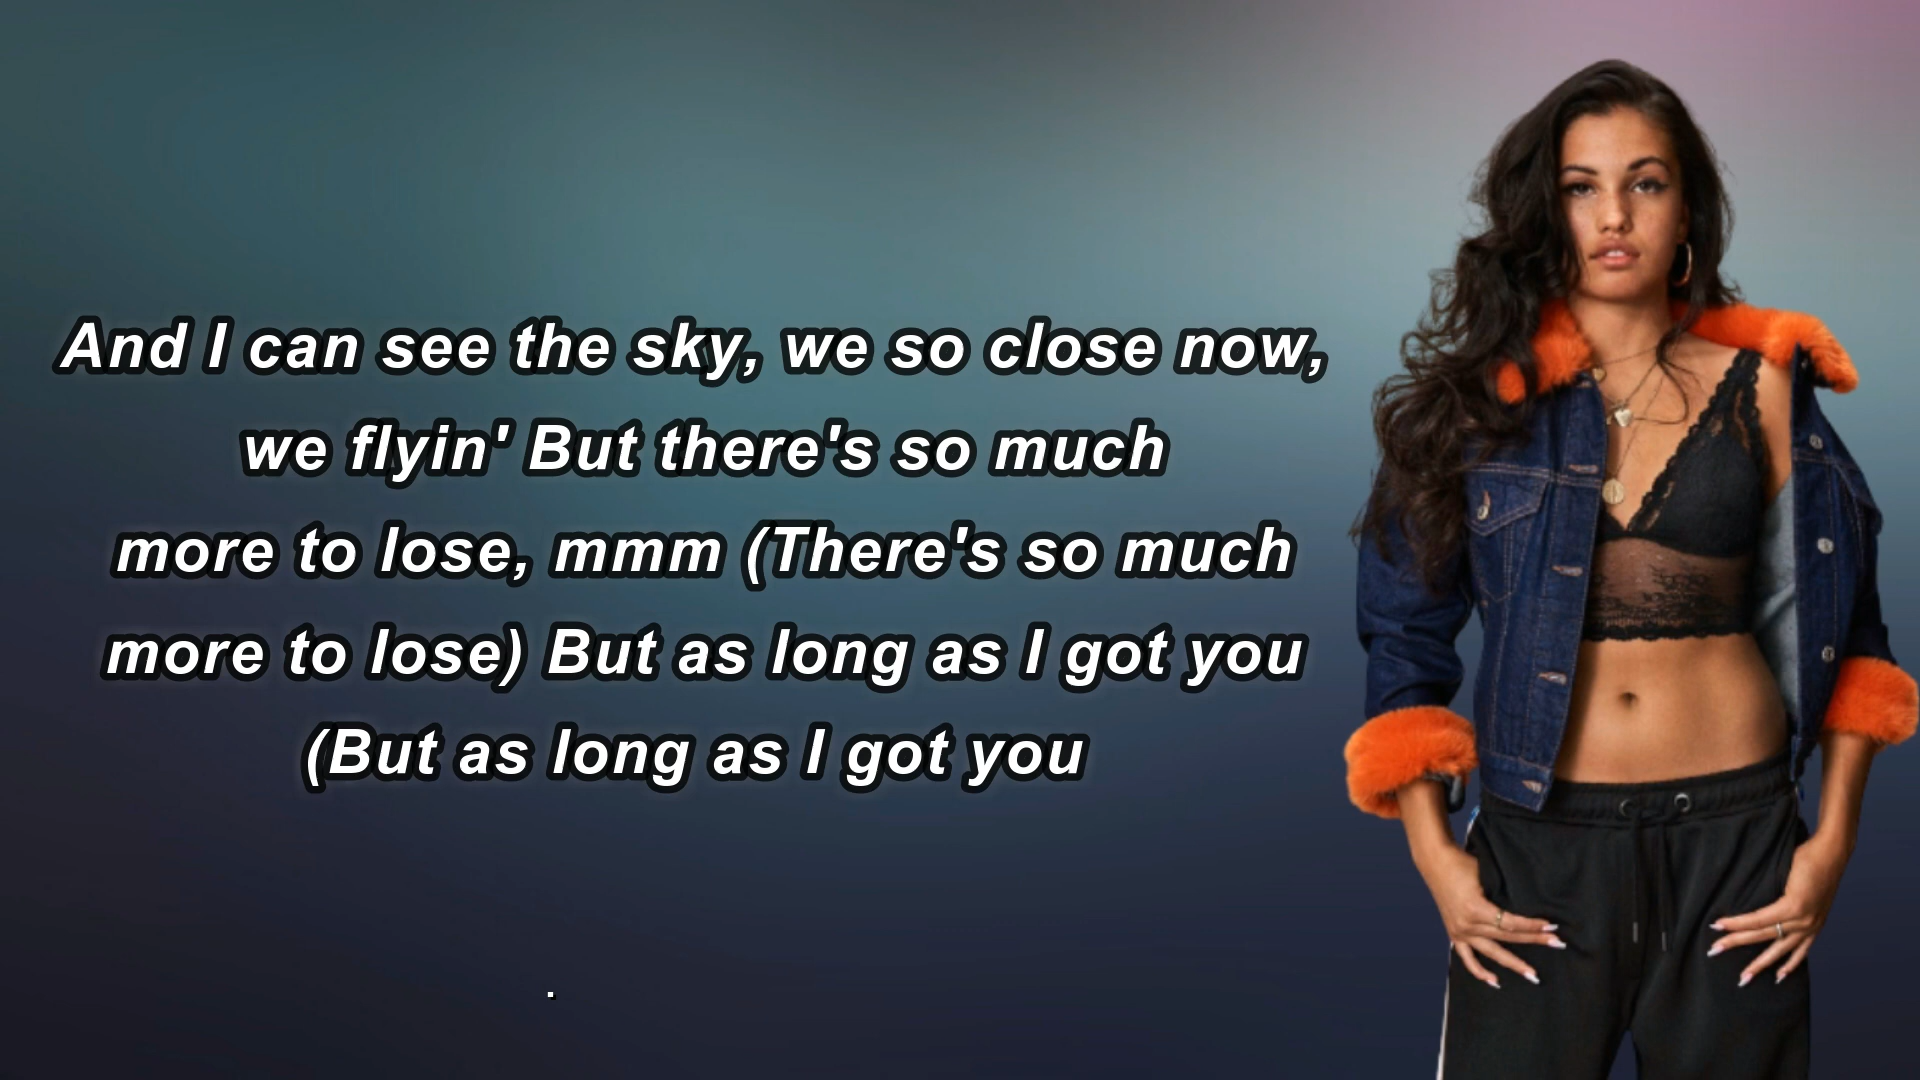 And I can see the sky, we so close now,
we flyin' But there's so much
more to lose, mmm (There's so much
more to lose) But as long as I got you
(But as long as I got you
.